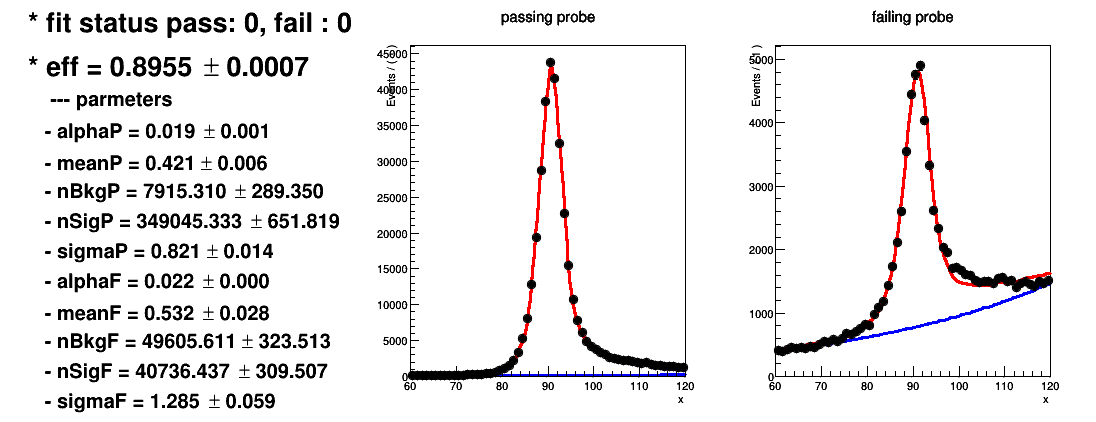 * fit status pass: 0, fail : 0
* eff = 0.8955 ± 0.0007
--- parmeters
- alphaP = 0.019 ± 0.001
- meanP = 0.421 ± 0.006
- nBkgP = 7915.310 ± 289.350
- nSigP = 349045.333 ± 651.819
- sigmaP = 0.821 ± 0.014
- alphaF = 0.022 ± 0.000
- meanF = 0.532 ± 0.028
- nBkgF = 49605.611 ± 323.513
- nSigF = 40736.437 ± 309.507
- sigmaF = 1.285 ± 0.059
passing probe
Events /
45000
40000
35000
30000
25000
20000
15000
10000
5000
0
60 70 80 90 100 110 120
x
failing probe
Events /
5000
4000
3000
2000
1000
0
60 70 80 90 100 110 120
x